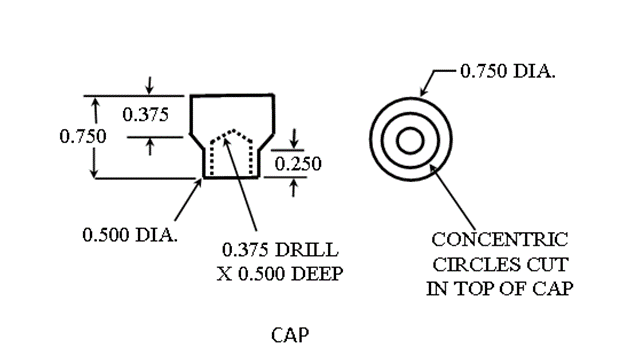 0.750 DIA.
0.375
0.750
0.250
0.500 DIA.
0.375 DRILL
X 0.500 DEEP
CONCENTRIC
CIRCLES CUT
IN TOP OF CAP
CAP